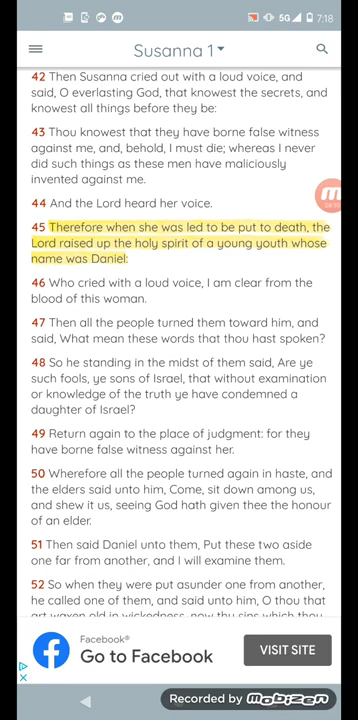 5G 7:18
Susanna 1
42 Then Susanna cried out with a loud voice, and
said, O everlasting God, that knowest the secrets, and
knowest all things before they be:
43 Thou knowest that they have borne false witness
against me, and, behold, I must die; whereas I never
did such things as these men have maliciously
invented against me.
44 And the Lord heard her voice.
45 Therefore when she was led to be put to death, the
Lord raised up the holy spirit of a young youth whose
name was Daniel:
46 Who cried with a loud voice, I am clear from the
blood of this woman.
47 Then all the people turned them toward him, and
said, What mean these words that thou hast spoken?
48 So he standing in the midst of them said, Are ye
such fools, ye sons of Israel, that without examination
or knowledge of the truth ye have condemned a
daughter of Israel?
49 Return again to the place of judgment: for they
have borne false witness against her.
50 Wherefore all the people turned again in haste, and
the elders said unto him, Come, sit down among us,
and shew it us, seeing God hath given thee the honour
of an elder.
51 Then said Daniel unto them, Put these two aside
one far from another, and I will examine them.
52 So when they were put asunder one from another,
he called one of them, and said unto him, O thou that
art waxen old in wickedness, now thy sins which thou
Facebook®
Go to Facebook
VISIT SITE
Recorded by mobizen